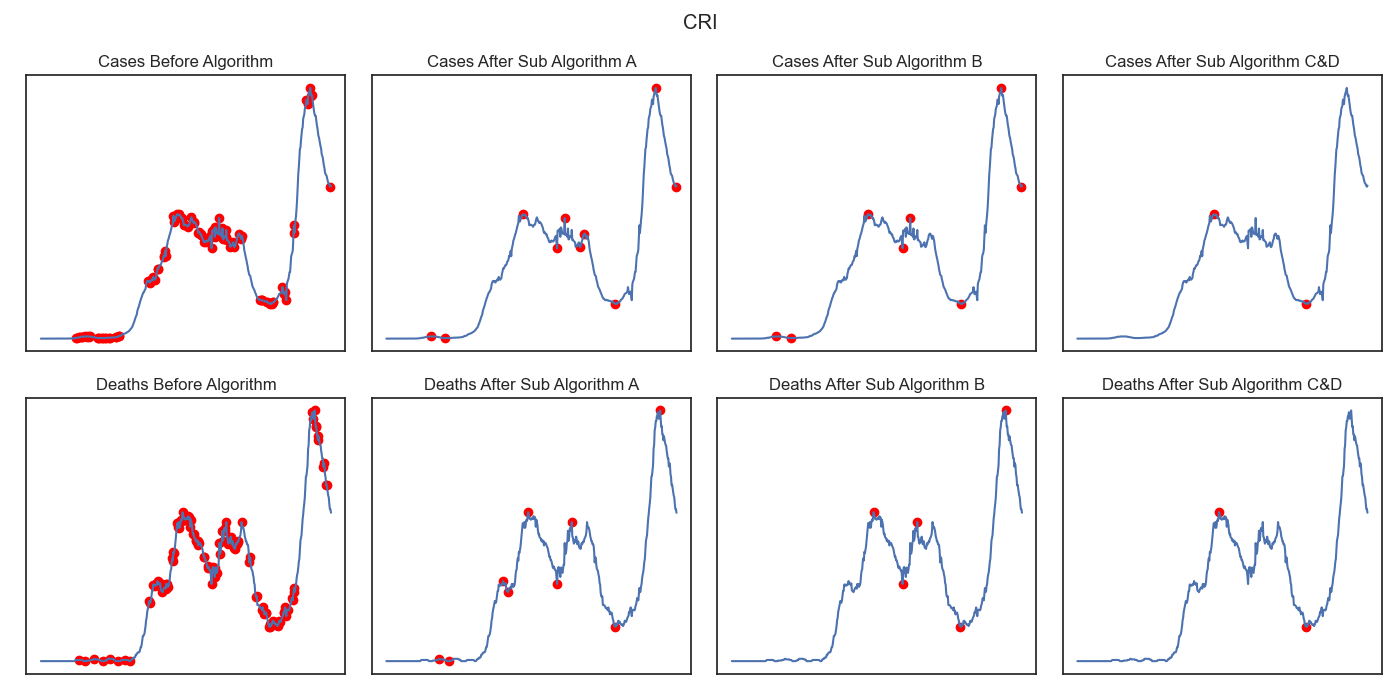 CRI
Cases Before Algorithm
Cases After Sub Algorithm A
Cases After Sub Algorithm B
Cases After Sub Algorithm C&D
Deaths Before Algorithm
Deaths After Sub Algorithm A
Deaths After Sub Algorithm B
Deaths After Sub Algorithm C&D